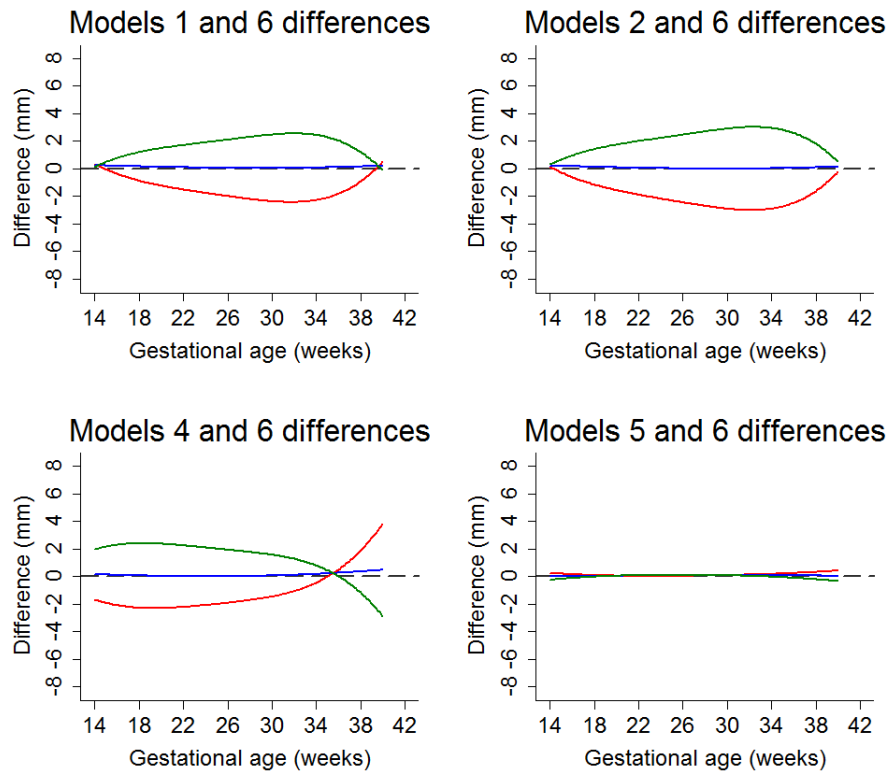 Models 1 and 6 differences
8
6
4
2
0
-2
-4
-6
-8
Difference (mm)
14 18 22 26 30 34 38 42
Gestational age (weeks)
Models 2 and 6 differences
8
6
4
2
0
-2
-4
-6
-8
Difference (mm)
14 18 22 26 30 34 38 42
Gestational age (weeks)
Models 4 and 6 differences
8
6
4
2
0
-2
-4
-6
-8
Difference (mm)
14 18 22 26 30 34 38 42
Gestational age (weeks)
Models 5 and 6 differences
8
6
4
2
0
-2
-4
-6
-8
Difference (mm)
14 18 22 26 30 34 38 42
Gestational age (weeks)